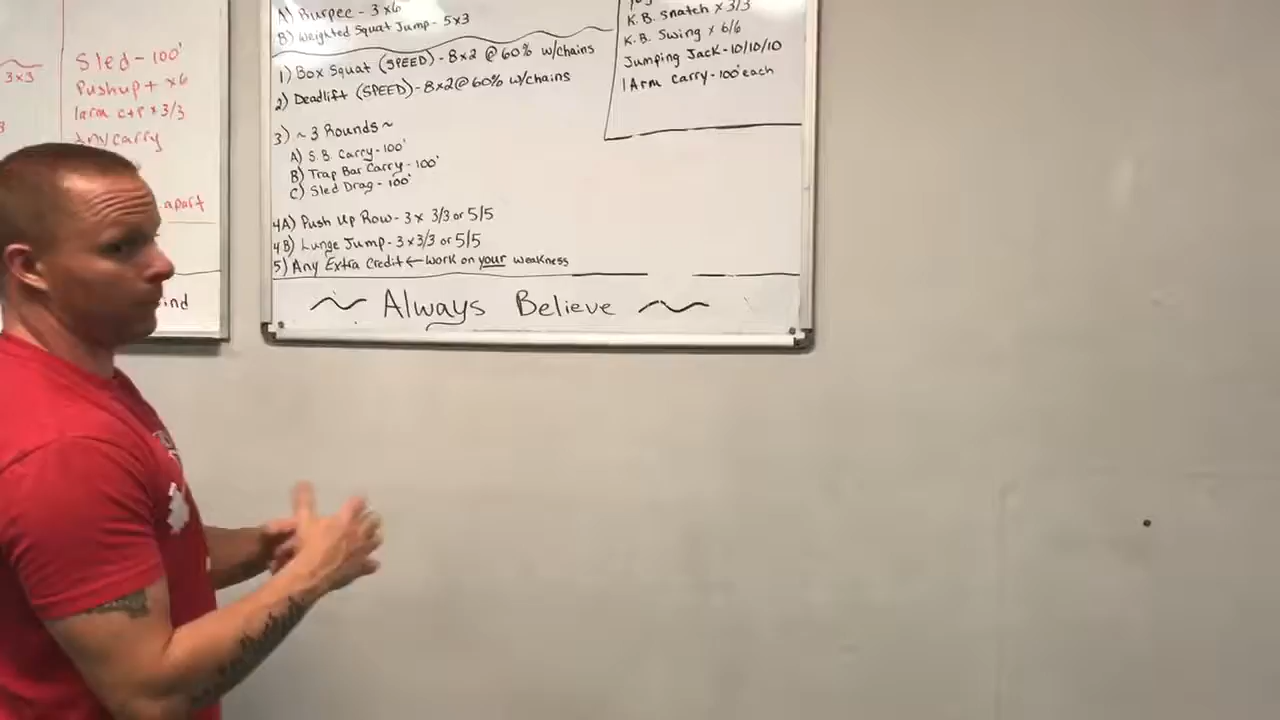 3x3
Sled - 100'
Pushup + x6
1arm c+p x 3/3
Any carry
apart
ind
A) Burpee - 3x6
B) Weighted Squat Jump - 5x3
1) Box Squat (SPEED) - 8x2 @ 60% w/chains
2) Deadlift (SPEED) - 8x2 @ 60% w/chains
3) ~ 3 Rounds ~
A) S.B. Carry - 100'
B) Trap Bar Carry - 100'
C) Sled Drag - 100'
4A) Push Up Row - 3x 3/3 or 5/5
4B) Lunge Jump - 3x3/3 or 5/5
5) Any Extra Credit ← Work on your weakness
~ Always Believe ~
K.B. Snatch x 3/3
K.B. Swing x 6/6
Jumping Jack - 10/10/10
1 Arm Carry - 100' each